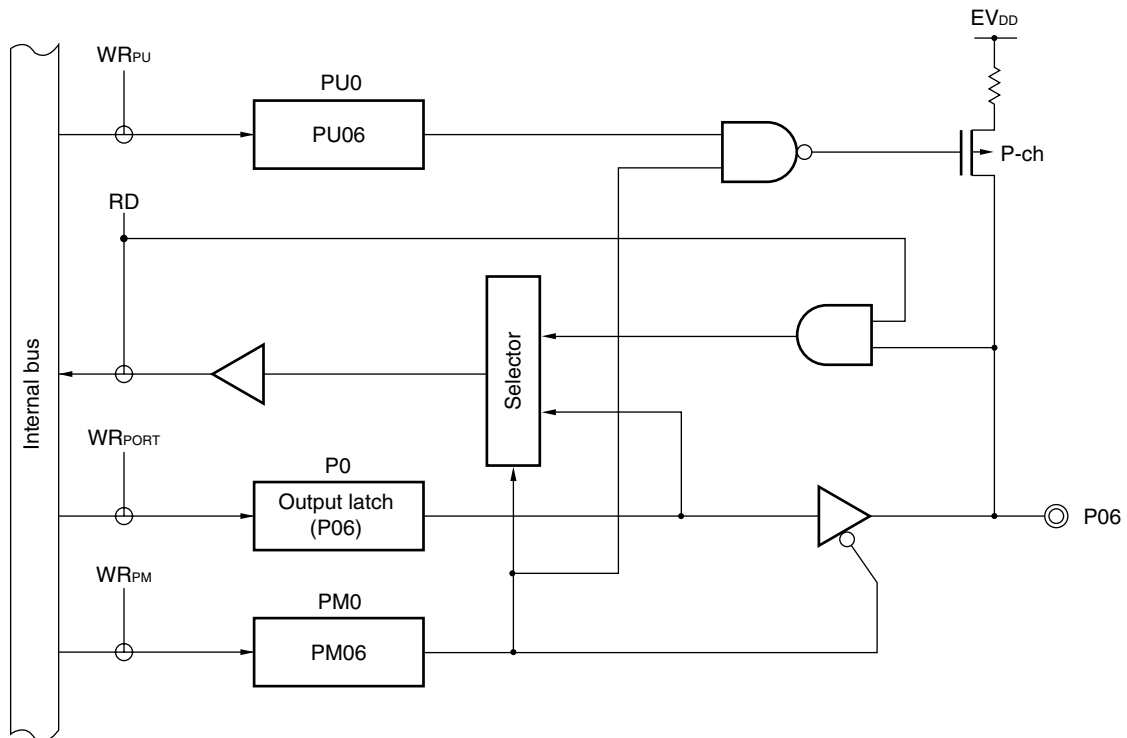 EVDD
WRPU
PU0
PU06
P-ch
RD
Internal bus
Selector
WRPORT
P0
Output latch
(P06)
P06
WRPM
PM0
PM06